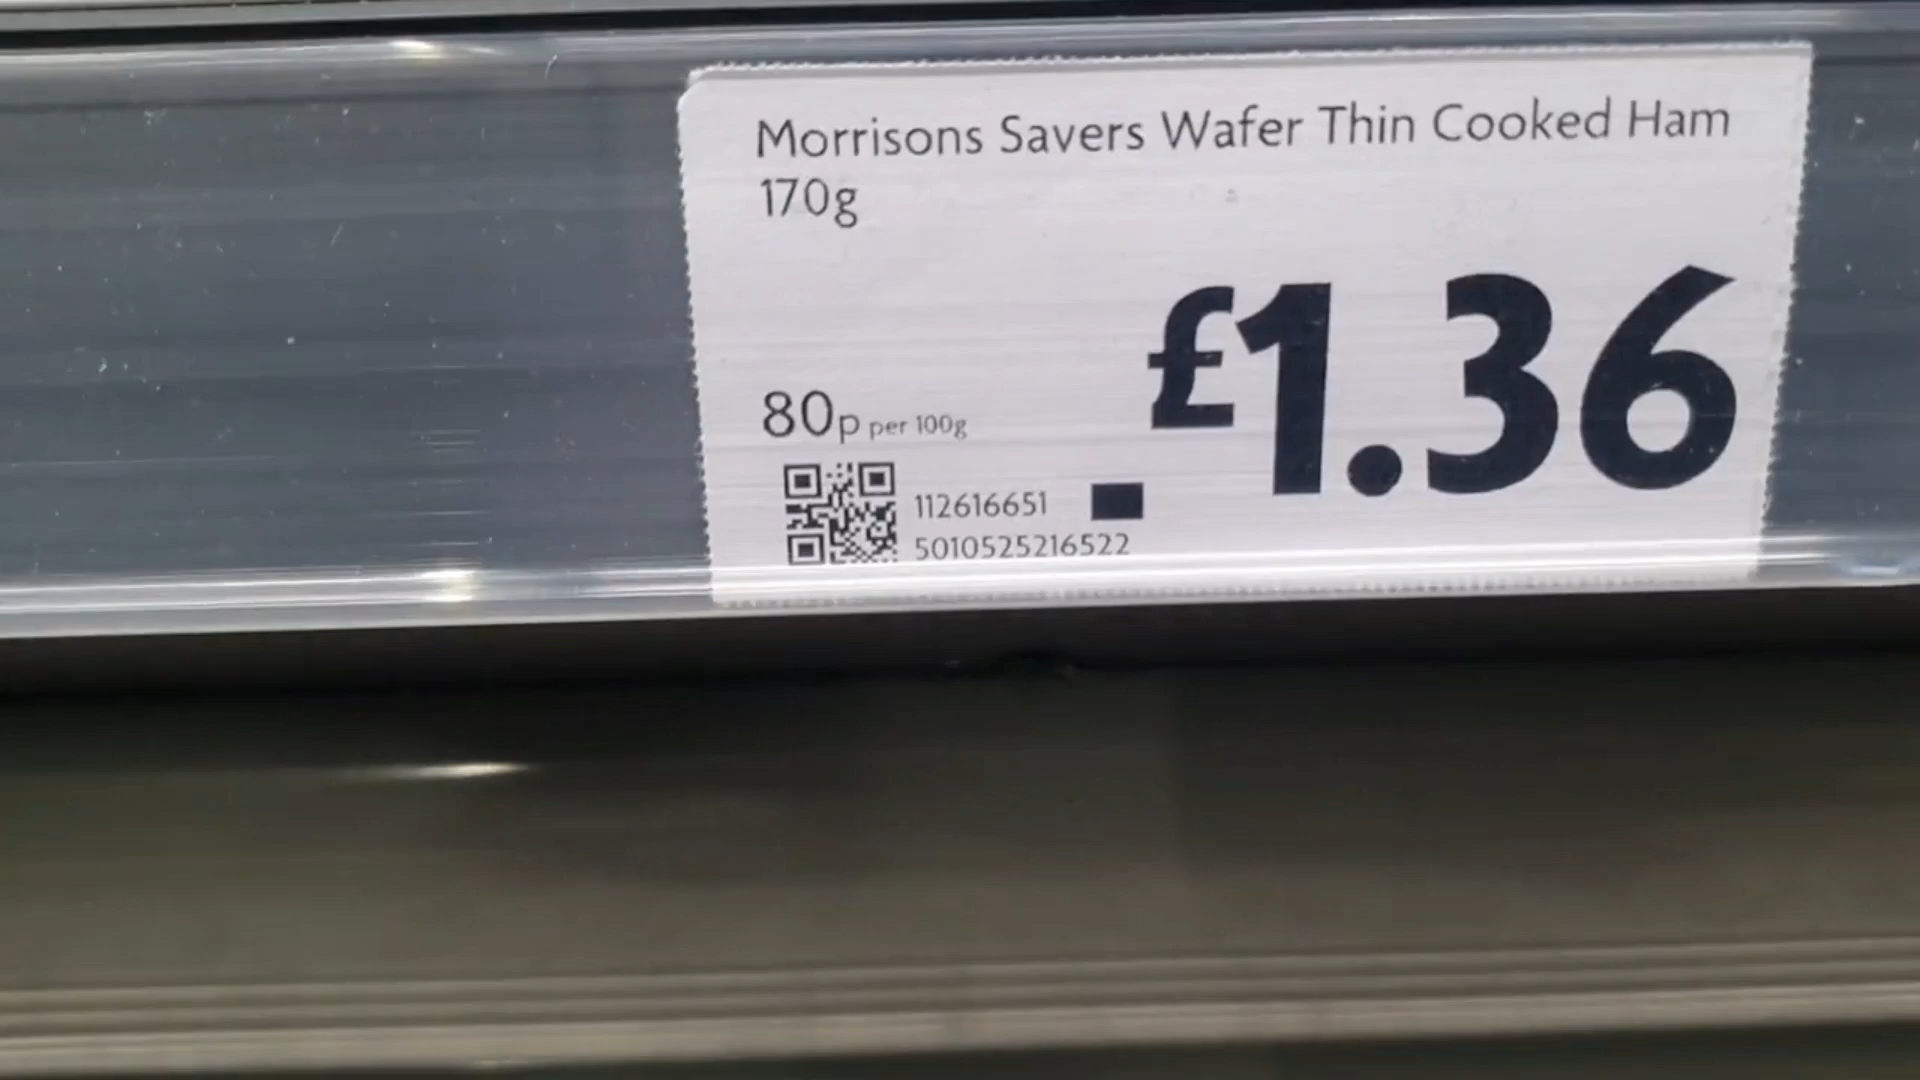 Morrisons Savers Wafer Thin Cooked Ham
170g
£1.36
80p per 100g
112616651
5010525216522